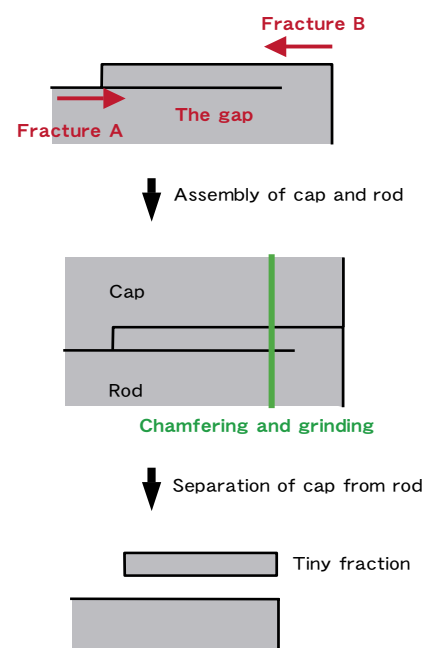 Fracture B
The gap
Fracture A
Assembly of cap and rod
Cap
Rod
Chamfering and grinding
Separation of cap from rod
Tiny fraction